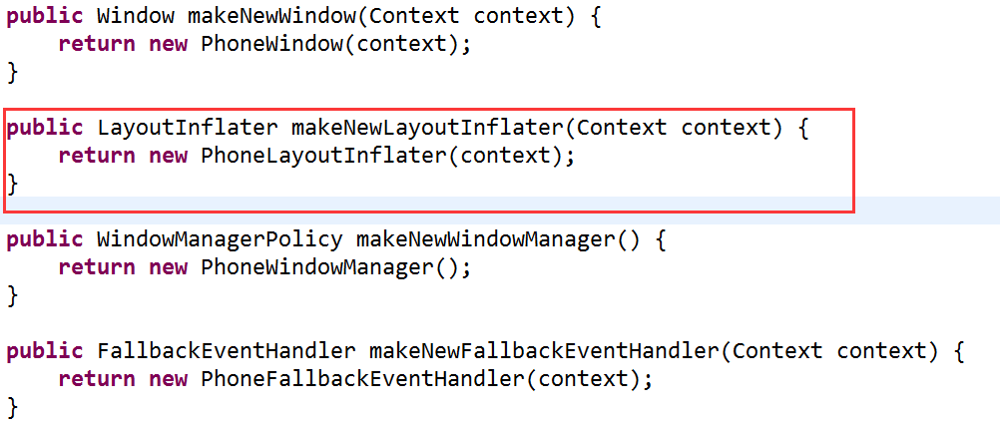 public Window makeNewWindow(Context context) {
    return new PhoneWindow(context);
}
public LayoutInflater makeNewLayoutInflater(Context context) {
    return new PhoneLayoutInflater(context);
}
public WindowManagerPolicy makeNewWindowManager() {
    return new PhoneWindowManager();
}
public FallbackEventHandler makeNewFallbackEventHandler(Context context) {
    return new PhoneFallbackEventHandler(context);
}